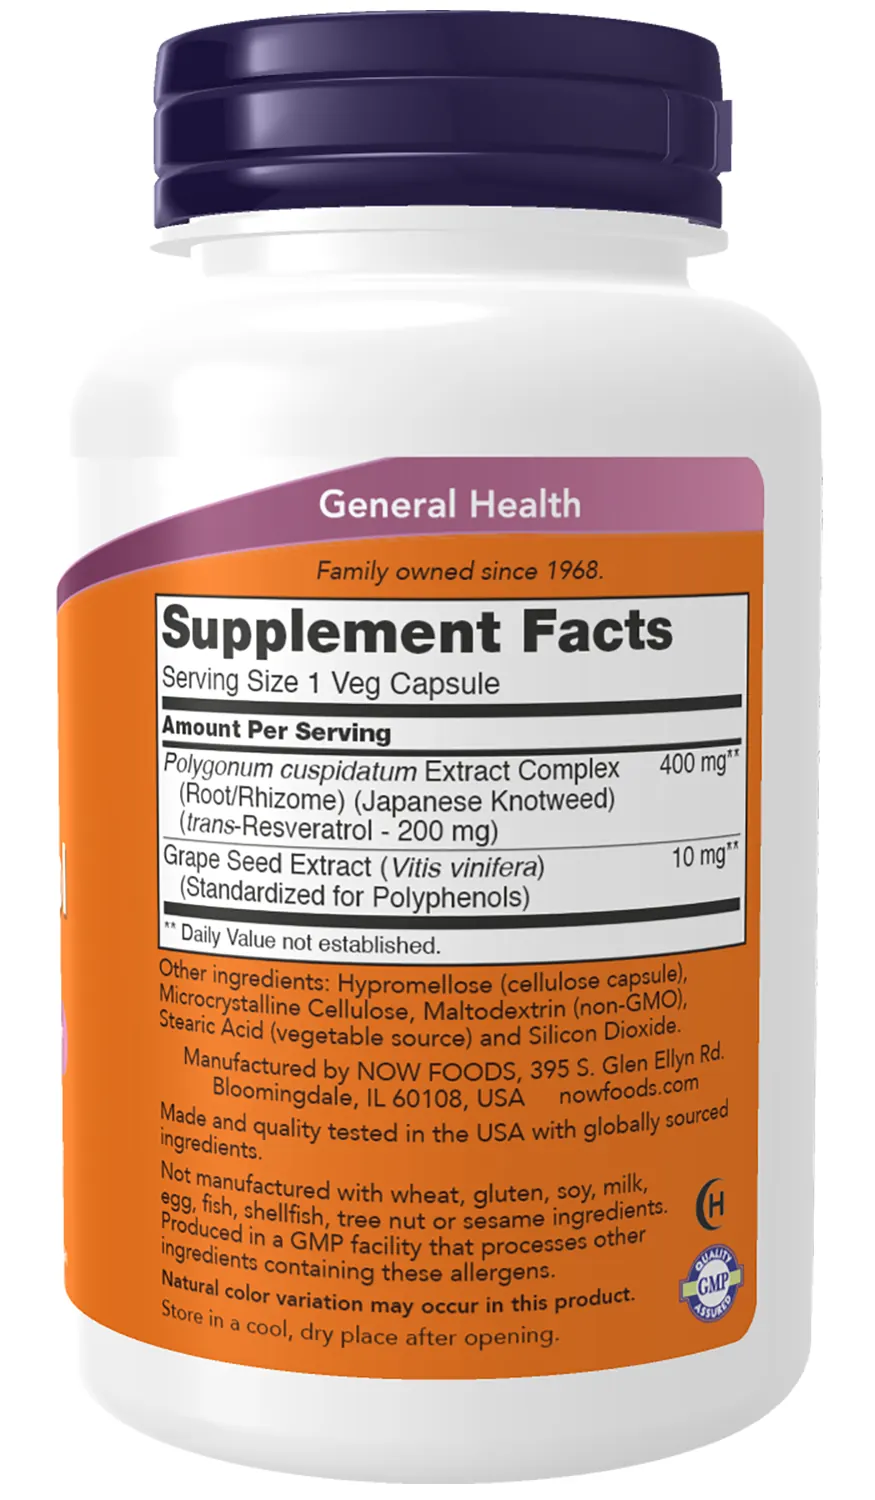 General Health
Family owned since 1968.
Supplement Facts
Serving Size 1 Veg Capsule
Amount Per Serving
Polygonum cuspidatum Extract Complex 400 mg**
(Root/Rhizome) (Japanese Knotweed)
(trans-Resveratrol - 200 mg)
Grape Seed Extract (Vitis vinifera) 10 mg**
(Standardized for Polyphenols)
** Daily Value not established.
Other ingredients: Hypromellose (cellulose capsule),
Microcrystalline Cellulose, Maltodextrin (non-GMO),
Stearic Acid (vegetable source) and Silicon Dioxide.
Manufactured by NOW FOODS, 395 S. Glen Ellyn Rd.
Bloomingdale, IL 60108, USA nowfoods.com
Made and quality tested in the USA with globally sourced
ingredients.
Not manufactured with wheat, gluten, soy, milk,
egg, fish, shellfish, tree nut or sesame ingredients.
Produced in a GMP facility that processes other
ingredients containing these allergens.
Natural color variation may occur in this product.
Store in a cool, dry place after opening.
H
QUALITY
GMP
ASSURED